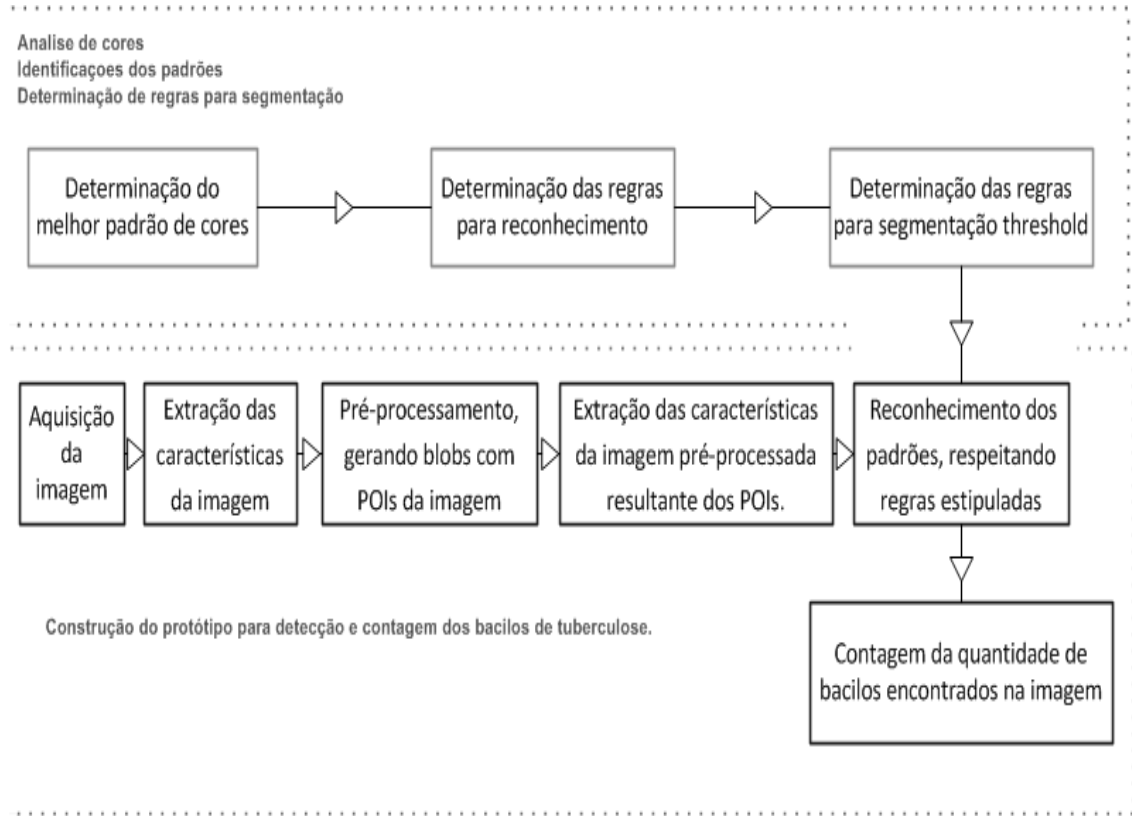 Analise de cores
Identificaçoes dos padrões
Determinação de regras para segmentação
Determinação do
melhor padrão de cores
Determinação das regras
para reconhecimento
Determinação das regras
para segmentação threshold
Aquisição
da
imagem
Extração das
características
da imagem
Pré-processamento,
gerando blobs com
POIs da imagem
Extração das características
da imagem pré-processada
resultante dos POIs.
Reconhecimento dos
padrões, respeitando
regras estipuladas
Construção do protótipo para detecção e contagem dos bacilos de tuberculose.
Contagem da quantidade de
bacilos encontrados na imagem